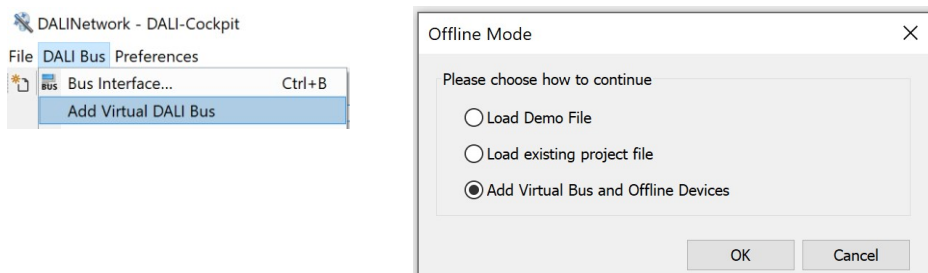 DALINetwork - DALI-Cockpit
File DALI Bus Preferences
BUS Bus Interface... Ctrl+B
Add Virtual DALI Bus
Offline Mode
Please choose how to continue
Load Demo File
Load existing project file
Add Virtual Bus and Offline Devices
OK Cancel